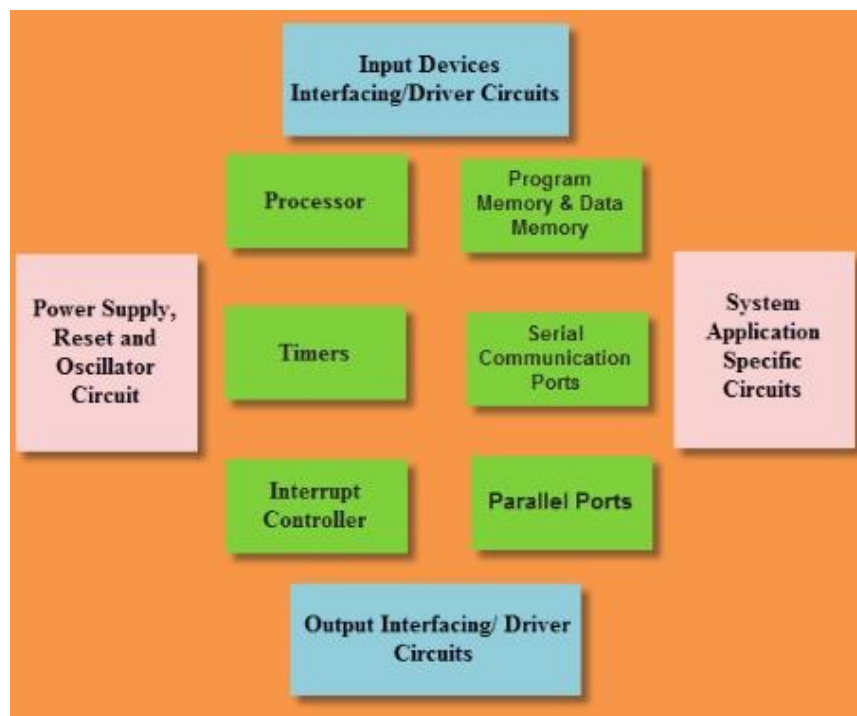 Input Devices
Interfacing/Driver Circuits
Processor
Program
Memory & Data
Memory
Power Supply,
Reset and
Oscillator
Circuit
Timers
Serial
Communication
Ports
System
Application
Specific
Circuits
Interrupt
Controller
Parallel Ports
Output Interfacing/ Driver
Circuits